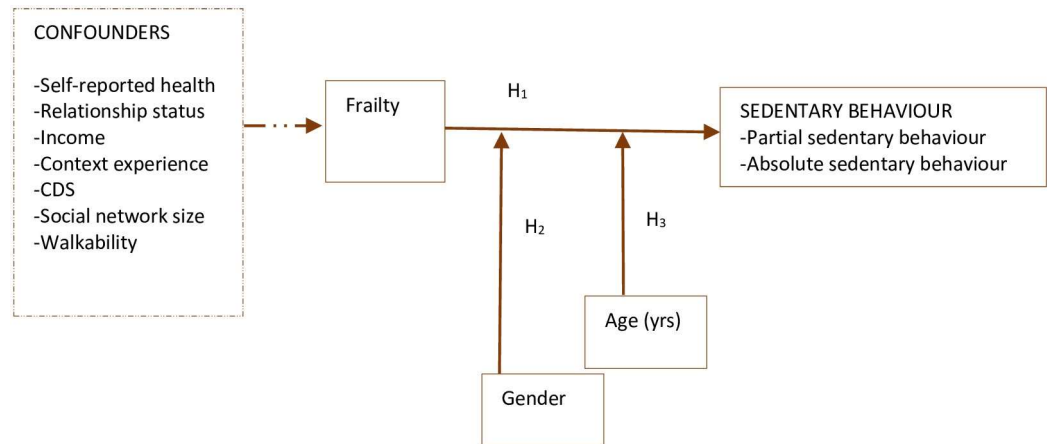 CONFOUNDERS
-Self-reported health
-Relationship status
-Income
-Context experience
-CDS
-Social network size
-Walkability
Frailty
H₁
SEDENTARY BEHAVIOUR
-Partial sedentary behaviour
-Absolute sedentary behaviour
H₂
H₃
Age (yrs)
Gender